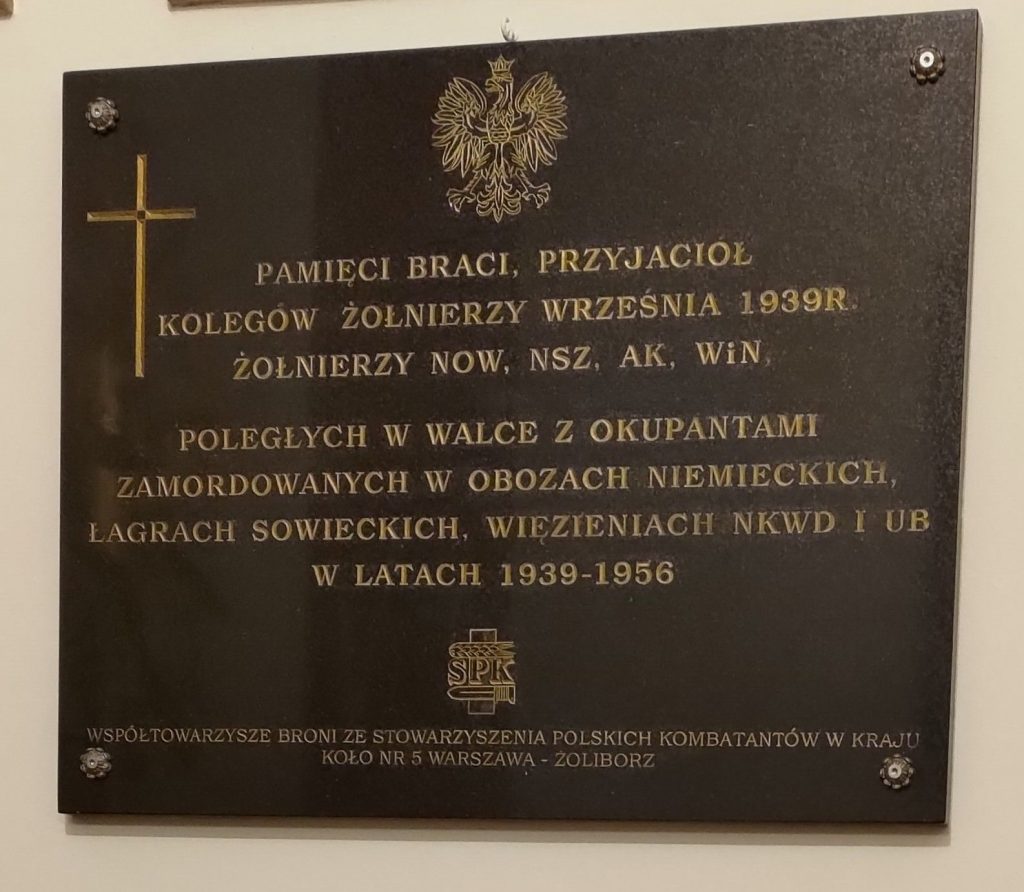 PAMIĘCI BRACI, PRZYJACIÓŁ
KOLEGÓW ŻOŁNIERZY WRZEŚNIA 1939R.
ŻOŁNIERZY NOW, NSZ, AK, WiN,
POLEGŁYCH W WALCE Z OKUPANTAMI
ZAMORDOWANYCH W OBOZACH NIEMIECKICH,
ŁAGRACH SOWIECKICH, WIĘZIENIACH NKWD I UB
W LATACH 1939-1956
SPK
WSPÓŁTOWARZYSZE BRONI ZE STOWARZYSZENIA POLSKICH KOMBATANTÓW W KRAJU
KOŁO NR 5 WARSZAWA - ŻOLIBORZ